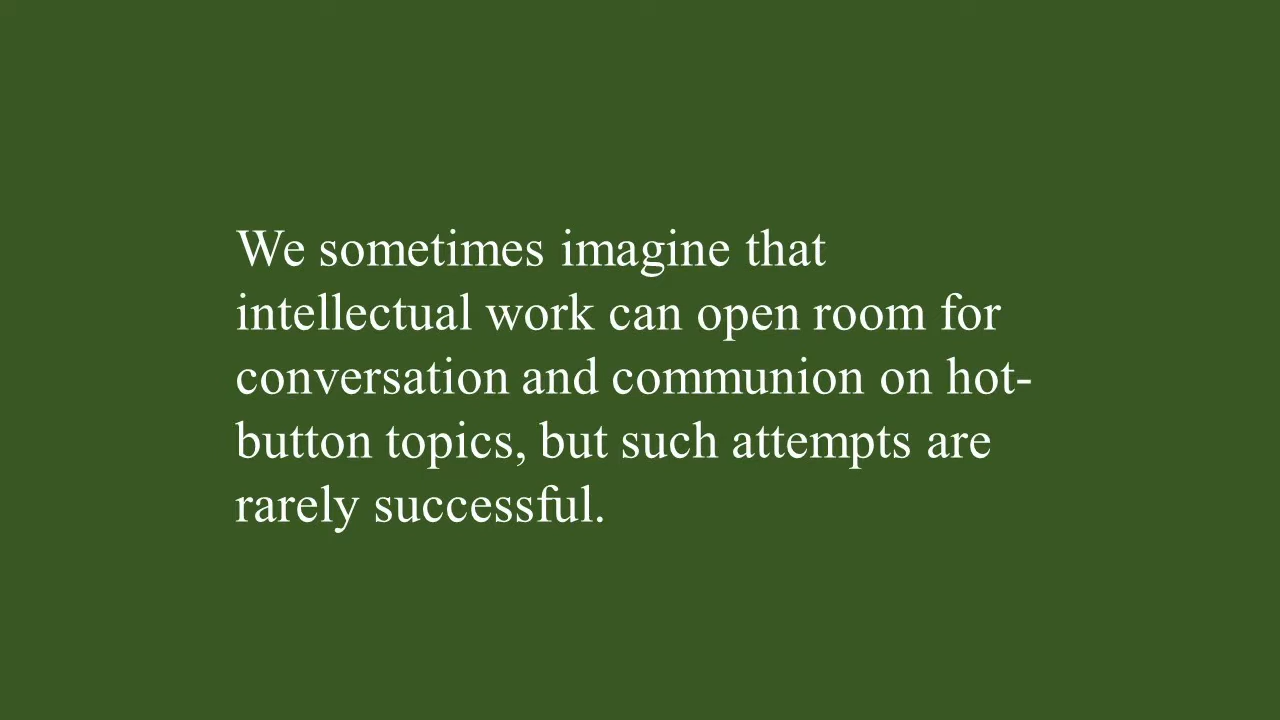 We sometimes imagine that
intellectual work can open room for
conversation and communion on hot-
button topics, but such attempts are
rarely successful.